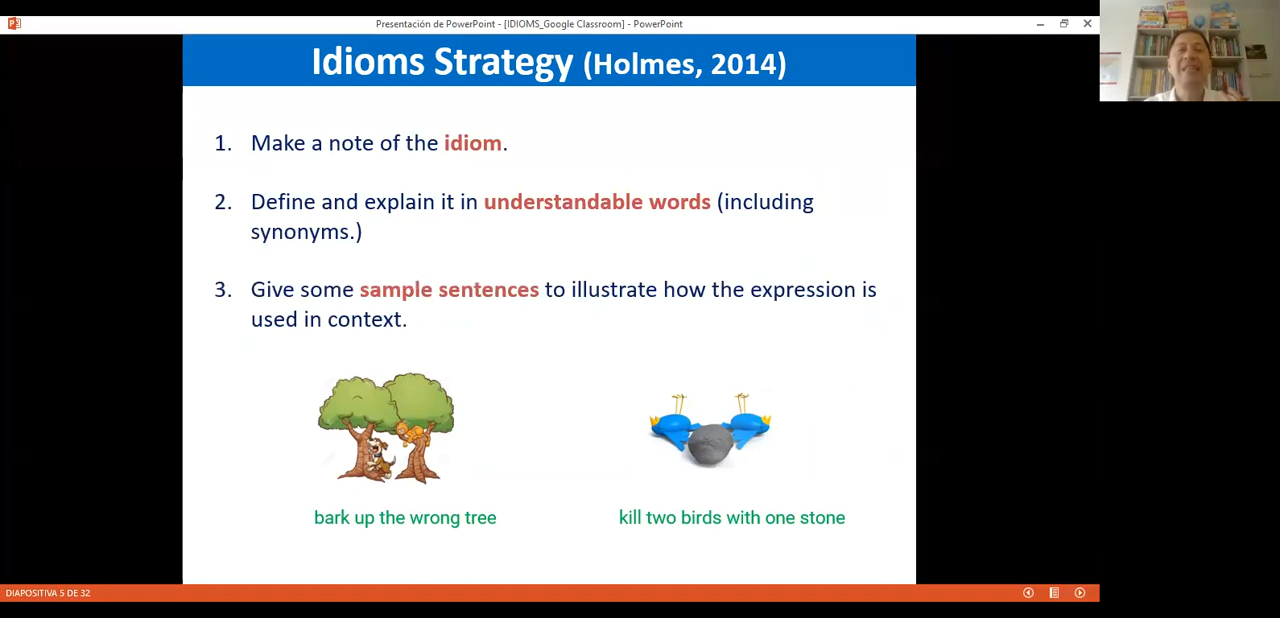 Presentación de PowerPoint - [IDIOMS_Google Classroom] - PowerPoint
Idioms Strategy (Holmes, 2014)
1. Make a note of the idiom.
2. Define and explain it in understandable words (including
synonyms.)
3. Give some sample sentences to illustrate how the expression is
used in context.
bark up the wrong tree
kill two birds with one stone
DIAPOSITIVA 5 DE 32